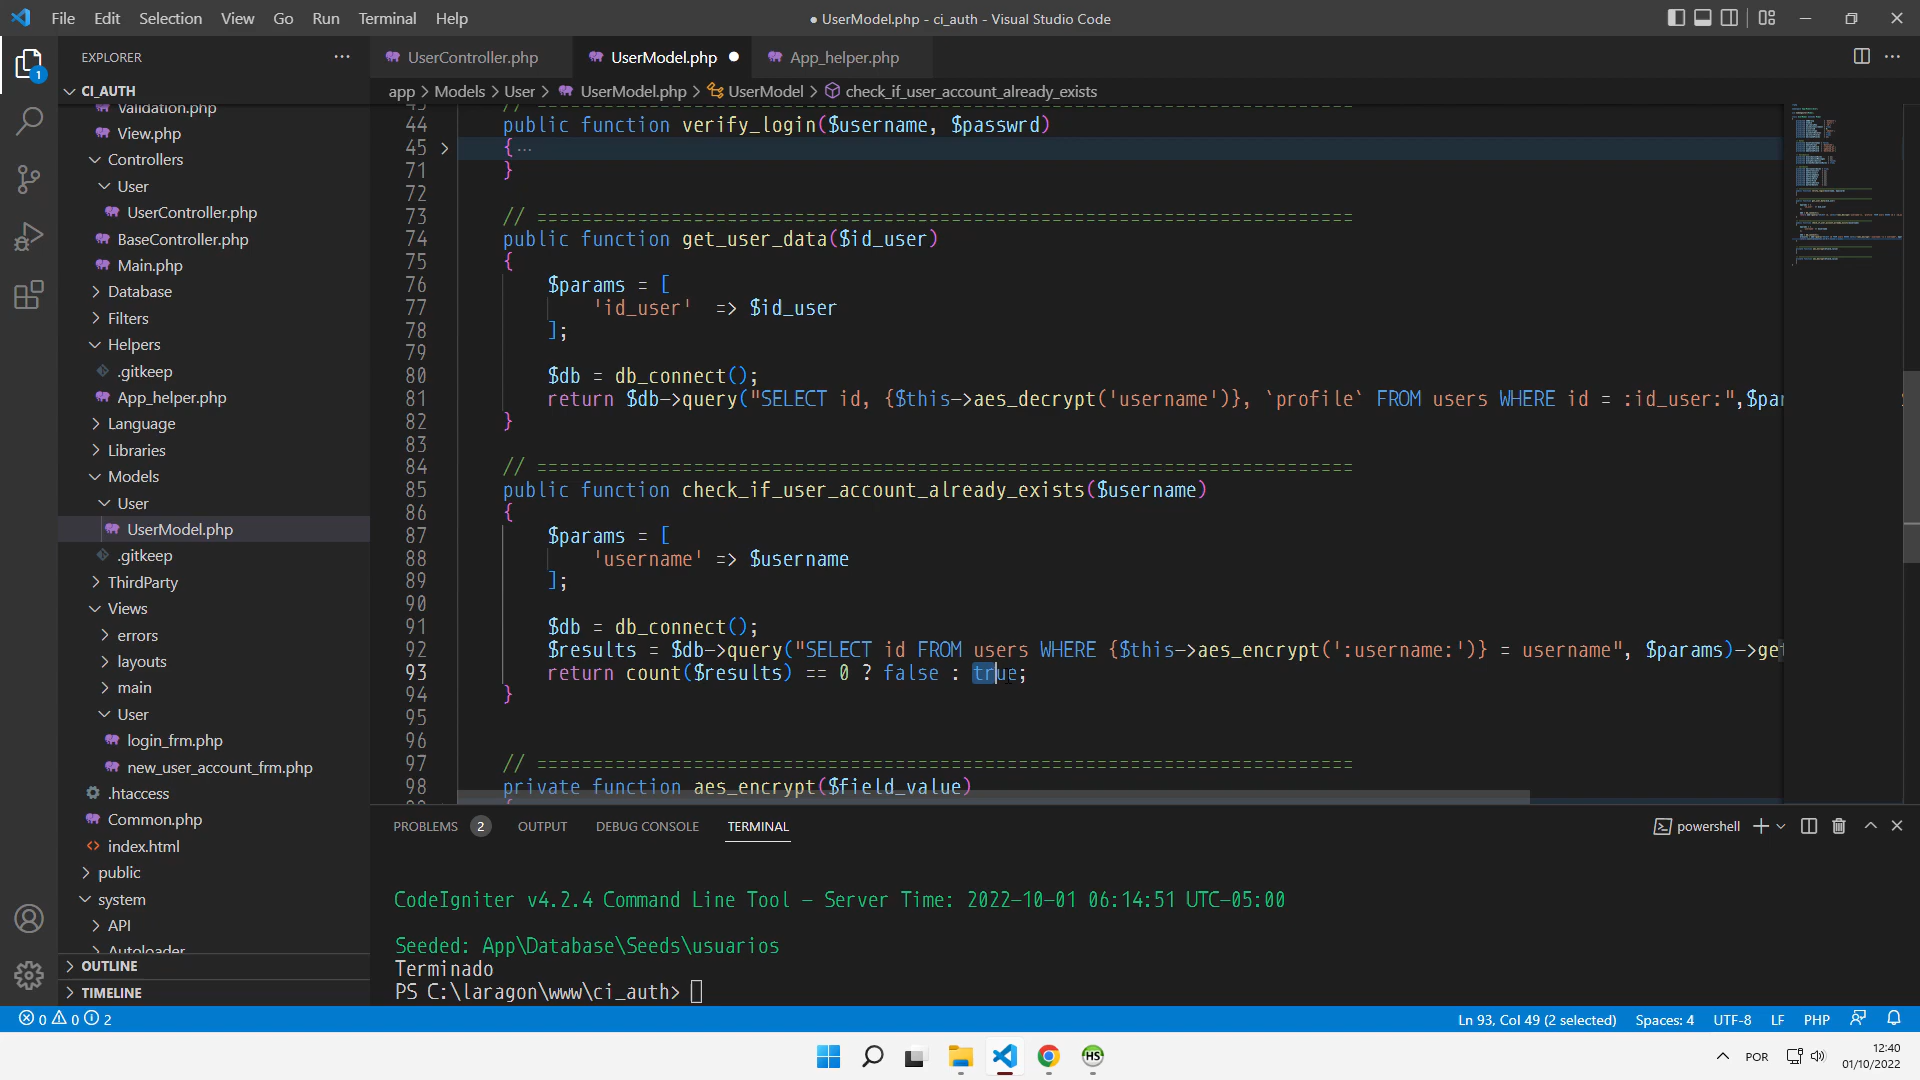 File Edit Selection View Go Run Terminal Help
● UserModel.php - ci_auth - Visual Studio Code
EXPLORER
UserController.php
UserModel.php
App_helper.php
CI_AUTH
app > Models > User > UserModel.php > UserModel > check_if_user_account_already_exists
Validation.php
View.php
Controllers
User
UserController.php
BaseController.php
Main.php
Database
Filters
Helpers
.gitkeep
App_helper.php
Language
Libraries
Models
User
UserModel.php
.gitkeep
ThirdParty
Views
errors
layouts
main
User
login_frm.php
new_user_account_frm.php
.htaccess
Common.php
index.html
public
system
API
Autoloader
OUTLINE
TIMELINE
43 // =========================================================================
44 public function verify_login($username, $passwrd)
45 { ...
71 }
72
73 // =========================================================================
74 public function get_user_data($id_user)
75 {
76 $params = [
77 'id_user' => $id_user
78 ];
79
80 $db = db_connect();
81 return $db->query("SELECT id, {$this->aes_decrypt('username')}, `profile` FROM users WHERE id = :id_user:",$par
82 }
83
84 // =========================================================================
85 public function check_if_user_account_already_exists($username)
86 {
87 $params = [
88 'username' => $username
89 ];
90
91 $db = db_connect();
92 $results = $db->query("SELECT id FROM users WHERE {$this->aes_encrypt(':username:')} = username", $params)->get
93 return count($results) == 0 ? false : true;
94 }
95
96
97 // =========================================================================
98 private function aes_encrypt($field_value)
PROBLEMS 2 OUTPUT DEBUG CONSOLE TERMINAL
powershell
CodeIgniter v4.2.4 Command Line Tool - Server Time: 2022-10-01 06:14:51 UTC-05:00
Seeded: App\Database\Seeds\usuarios
Terminado
PS C:\laragon\www\ci_auth>
0 0 2
Ln 93, Col 49 (2 selected) Spaces: 4 UTF-8 LF PHP
1
HS
POR
12:40
01/10/2022